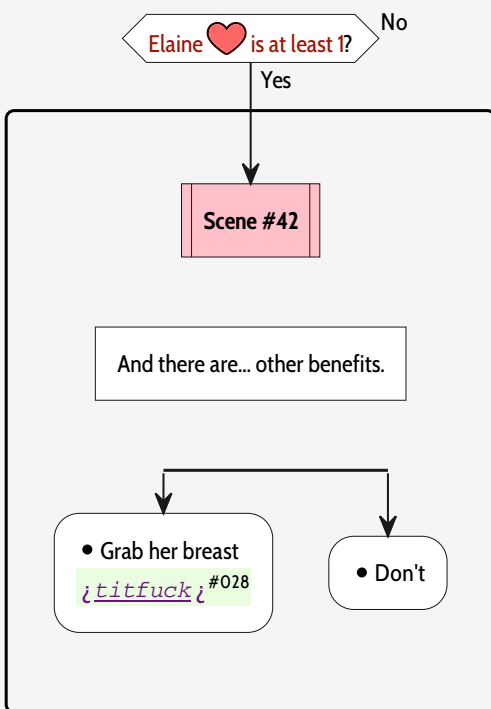 No
Elaine is at least 1?
Yes
Scene #42
And there are... other benefits.
• Grab her breast
¿titfuck¿#028
• Don't